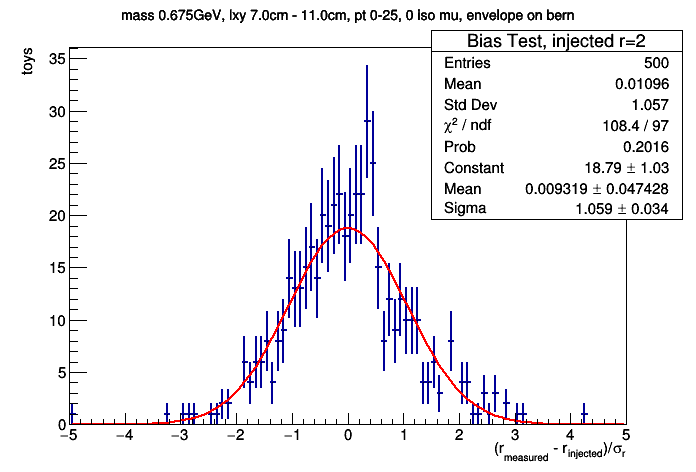 mass 0.675GeV, lxy 7.0cm - 11.0cm, pt 0-25, 0 iso mu, envelope on bern
toys
Bias Test, injected r=2
Entries 500
Mean 0.01096
Std Dev 1.057
χ² / ndf 108.4 / 97
Prob 0.2016
Constant 18.79 ± 1.03
Mean 0.009319 ± 0.047428
Sigma 1.059 ± 0.034
35
30
25
20
15
10
5
0
−5 −4 −3 −2 −1 0 1 2 3 4 5
(r_measured - r_injected)/σ_r